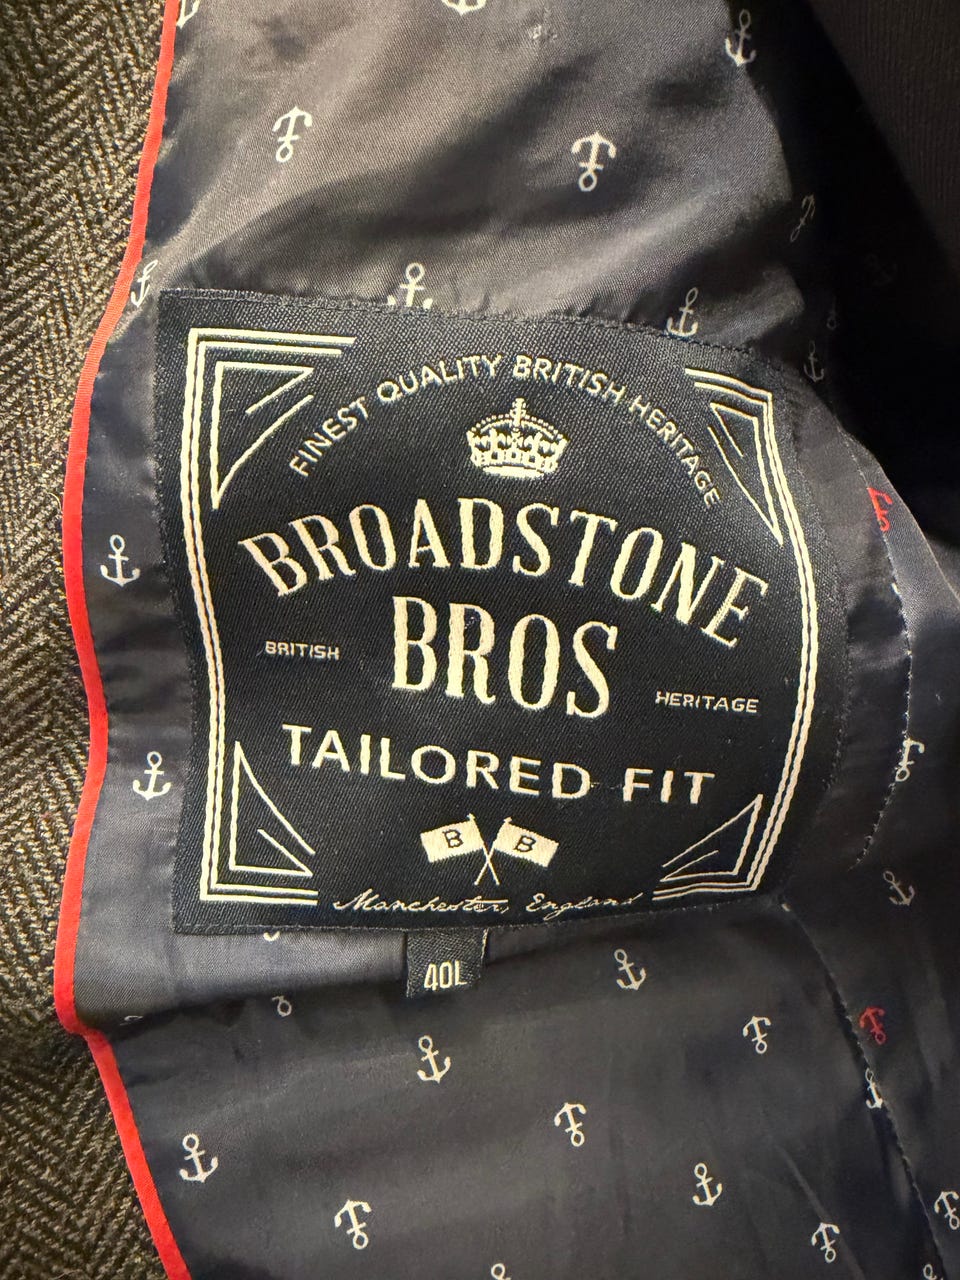 FINEST QUALITY BRITISH HERITAGE
BROADSTONE
BROS
BRITISH
HERITAGE
TAILORED FIT
B B
Manchester, England
40L